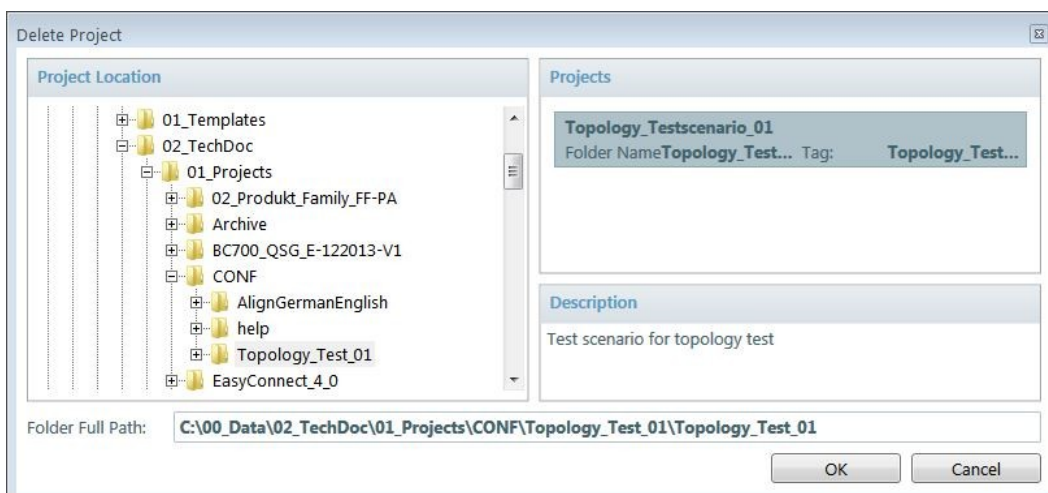 Delete Project
Project Location
01_Templates
02_TechDoc
01_Projects
02_Produkt_Family_FF-PA
Archive
BC700_QSG_E-122013-V1
CONF
AlignGermanEnglish
help
Topology_Test_01
EasyConnect_4_0
Projects
Topology_Testscenario_01
Folder NameTopology_Test... Tag: Topology_Test...
Description
Test scenario for topology test
Folder Full Path: C:\00_Data\02_TechDoc\01_Projects\CONF\Topology_Test_01\Topology_Test_01
OK Cancel